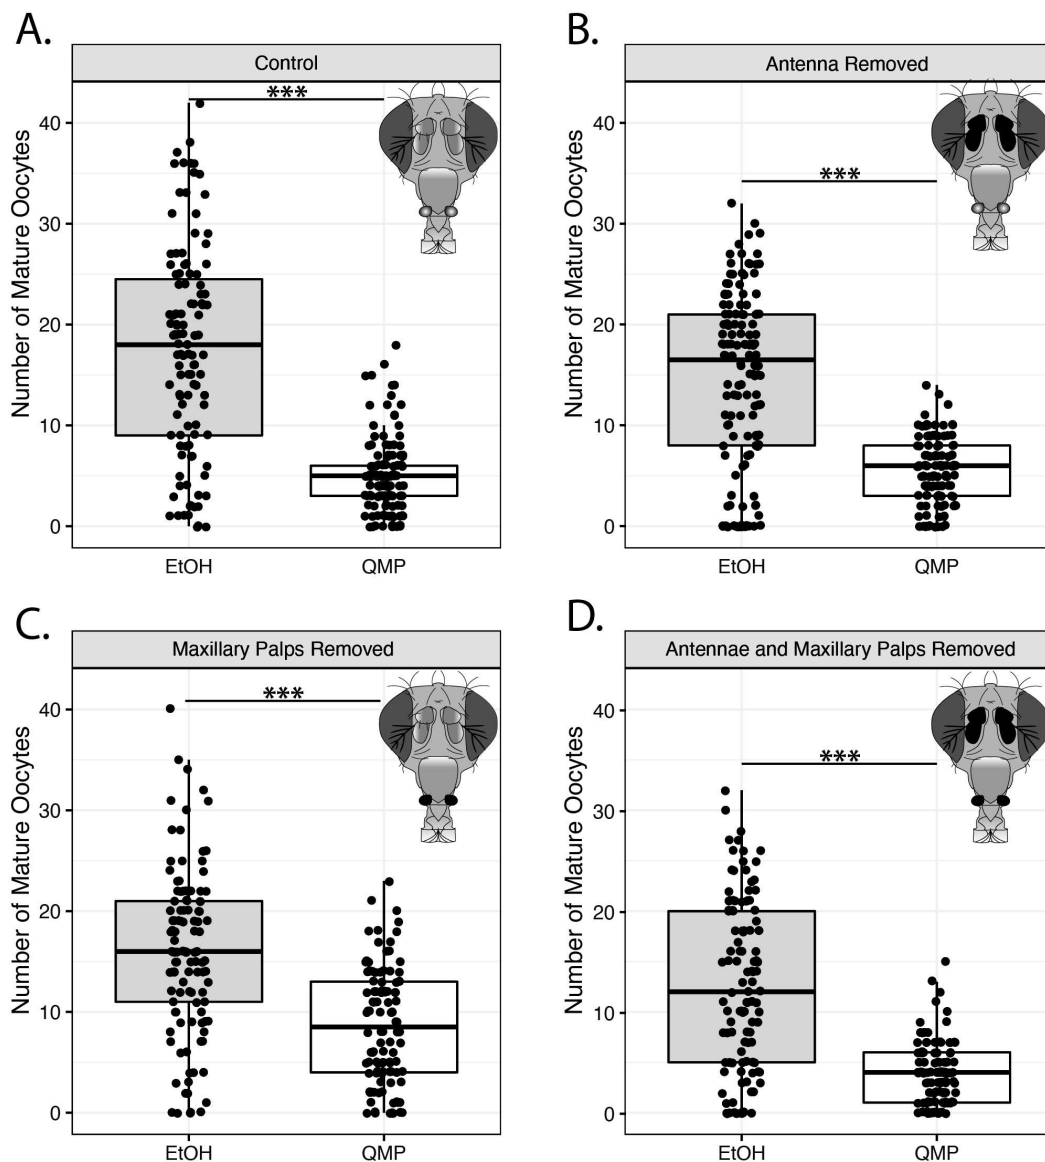 A.
Control
***
Number of Mature Oocytes
40
30
20
10
0
EtOH QMP
B.
Antenna Removed
***
Number of Mature Oocytes
40
30
20
10
0
EtOH QMP
C.
Maxillary Palps Removed
***
Number of Mature Oocytes
40
30
20
10
0
EtOH QMP
D.
Antennae and Maxillary Palps Removed
***
Number of Mature Oocytes
40
30
20
10
0
EtOH QMP